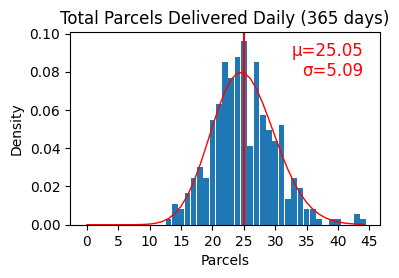 Total Parcels Delivered Daily (365 days)
μ=25.05
σ=5.09
Density
0.10
0.08
0.06
0.04
0.02
0.00
0 5 10 15 20 25 30 35 40 45
Parcels